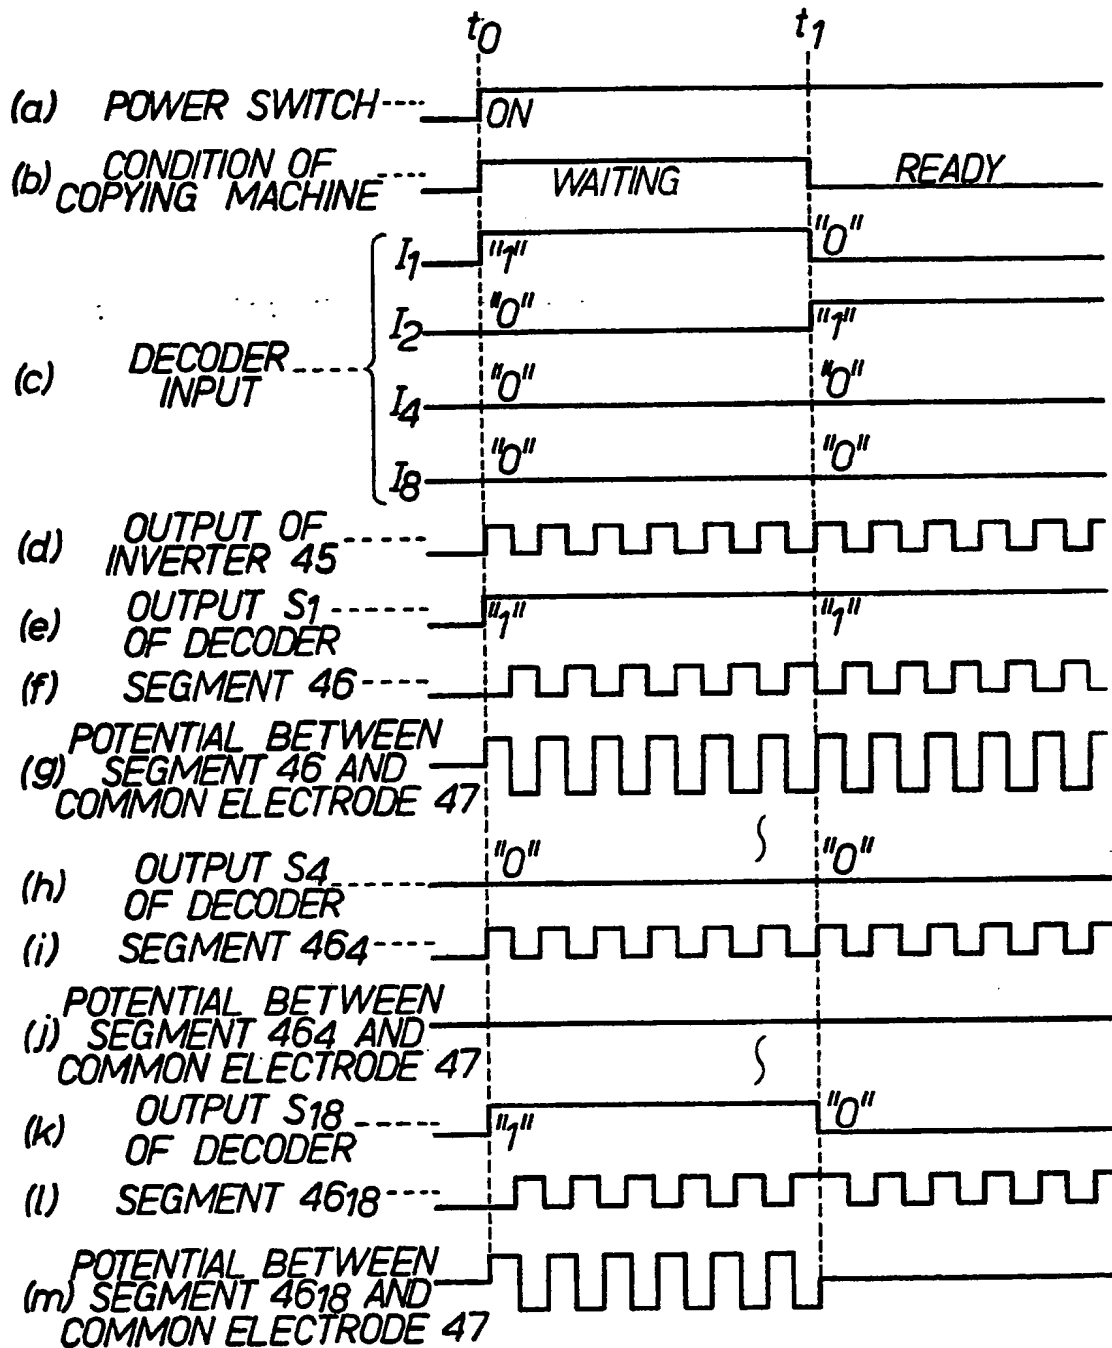 t0 t1
(a) POWER SWITCH ON
(b) CONDITION OF
COPYING MACHINE WAITING READY
I1 "1" "0"
I2 "0" "1"
(c) DECODER
INPUT
I4 "0" "0"
I8 "0" "0"
(d) OUTPUT OF
INVERTER 45
(e) OUTPUT S1
OF DECODER "1" "1"
(f) SEGMENT 46
POTENTIAL BETWEEN
(g) SEGMENT 46 AND
COMMON ELECTRODE 47
(h) OUTPUT S4
OF DECODER "0" "0"
(i) SEGMENT 464
POTENTIAL BETWEEN
(j) SEGMENT 464 AND
COMMON ELECTRODE 47
(k) OUTPUT S18
OF DECODER "1" "0"
(l) SEGMENT 4618
POTENTIAL BETWEEN
(m) SEGMENT 4618 AND
COMMON ELECTRODE 47